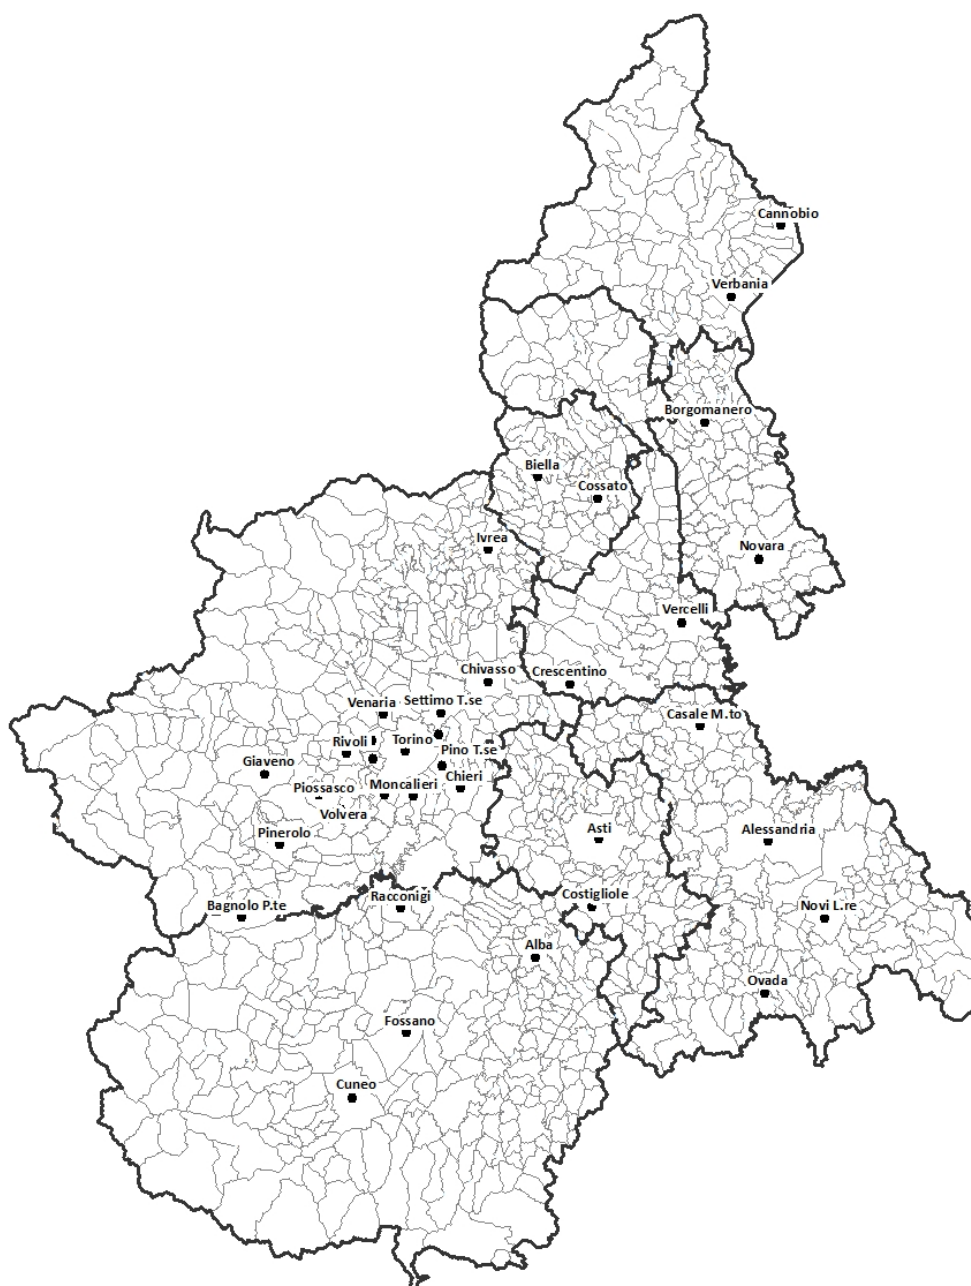 Cannobio
Verbania
Borgomanero
Biella
Cossato
Ivrea
Novara
Vercelli
Chivasso
Crescentino
Venaria
Settimo T.se
Casale M.to
Rivoli
Torino
Pino T.se
Giaveno
Piossasco
Moncalieri
Chieri
Volvera
Pinerolo
Asti
Alessandria
Bagnolo P.te
Racconigi
Costigliole
Novi L.re
Alba
Ovada
Fossano
Cuneo